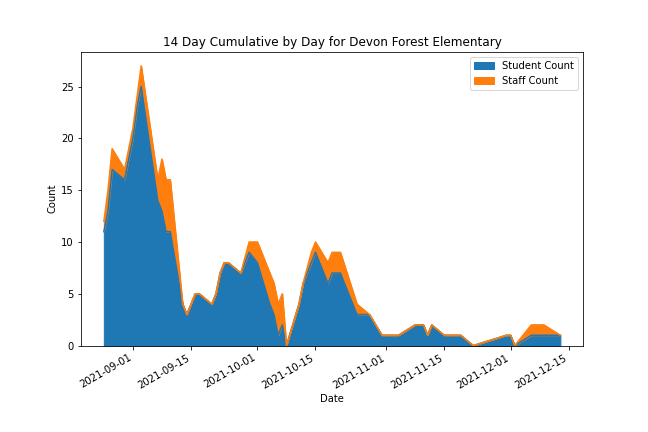 14 Day Cumulative by Day for Devon Forest Elementary
Student Count
Staff Count
Count
25
20
15
10
5
0
2021-09-01
2021-09-15
2021-10-01
2021-10-15
2021-11-01
2021-11-15
2021-12-01
2021-12-15
Date